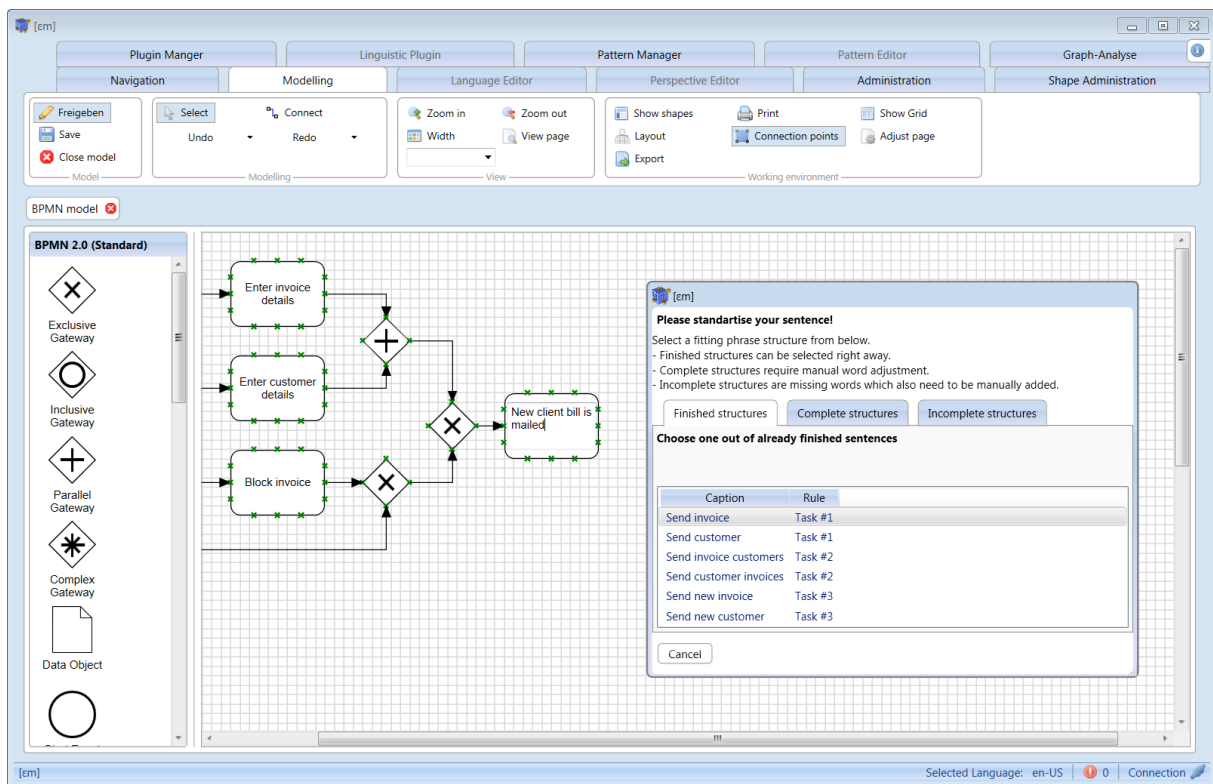 [εm]
Plugin Manger
Linguistic Plugin
Pattern Manager
Pattern Editor
Graph-Analyse
Navigation
Modelling
Language Editor
Perspective Editor
Administration
Shape Administration
Freigeben
Save
Close model
Model
Select
Connect
Undo
Redo
Modelling
Zoom in
Zoom out
Width
View page
View
Show shapes
Print
Show Grid
Layout
Connection points
Adjust page
Export
Working environment
BPMN model
BPMN 2.0 (Standard)
Exclusive
Gateway
Inclusive
Gateway
Parallel
Gateway
Complex
Gateway
Data Object
Enter invoice
details
Enter customer
details
Block invoice
New client bill is
mailed
[εm]
Please standartise your sentence!
Select a fitting phrase structure from below.
- Finished structures can be selected right away.
- Complete structures require manual word adjustment.
- Incomplete structures are missing words which also need to be manually added.
Finished structures
Complete structures
Incomplete structures
Choose one out of already finished sentences
Caption Rule
Send invoice Task #1
Send customer Task #1
Send invoice customers Task #2
Send customer invoices Task #2
Send new invoice Task #3
Send new customer Task #3
Cancel
[εm]
Selected Language: en-US
0
Connection